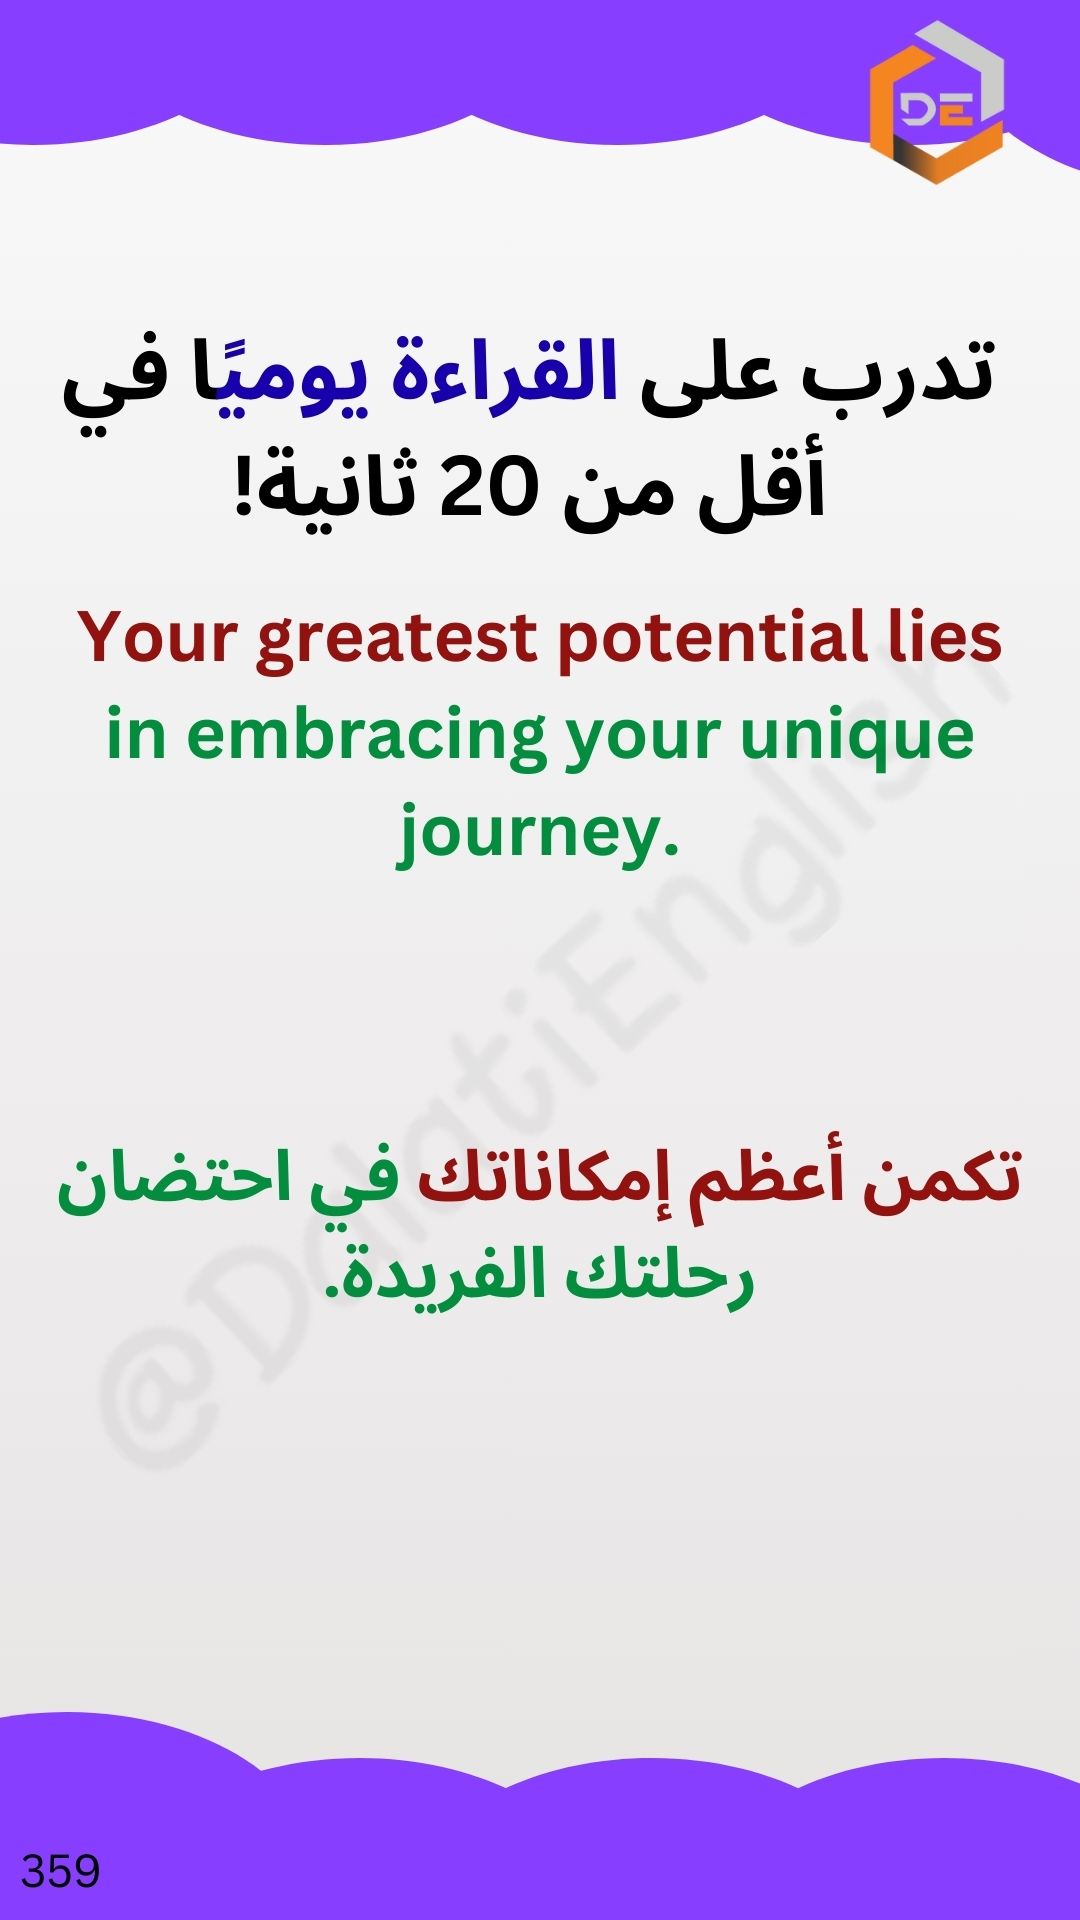 DE
تدرب على القراءة يوميًا في
أقل من 20 ثانية!
Your greatest potential lies
in embracing your unique
journey.
@DalatiEnglish
تكمن أعظم إمكاناتك في احتضان
رحلتك الفريدة.
359